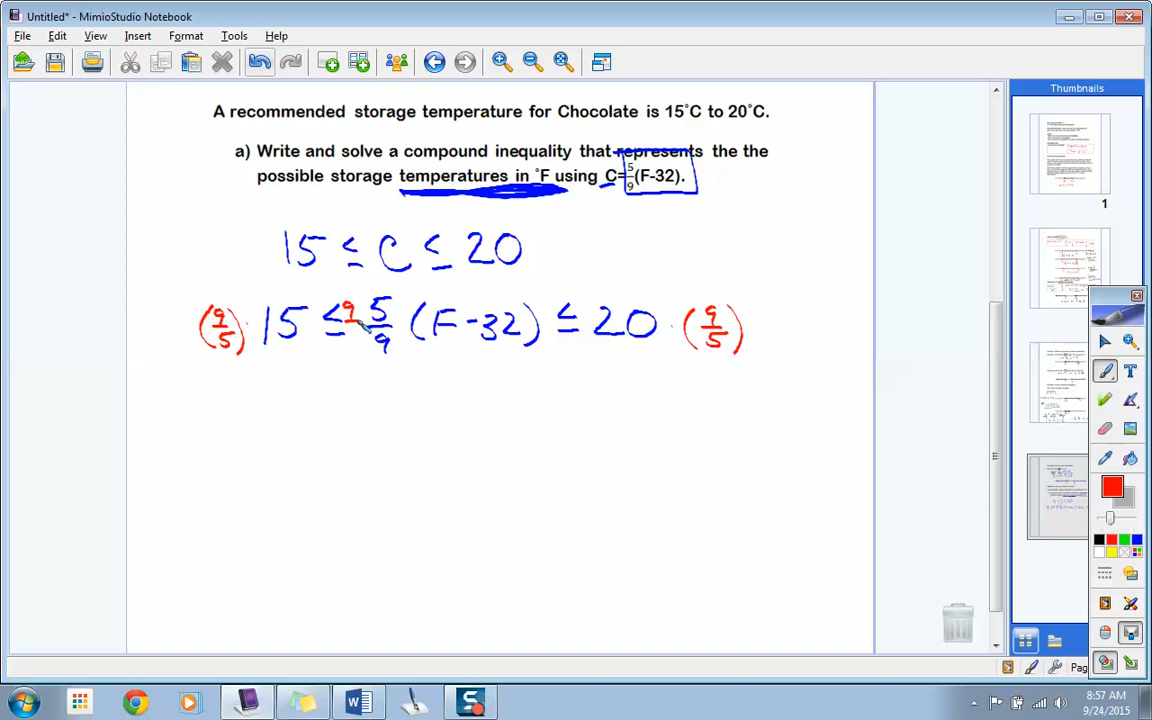 Untitled* - MimioStudio Notebook
File Edit View Insert Format Tools Help
Thumbnails
A recommended storage temperature for Chocolate is 15˚C to 20˚C.
a) Write and solve a compound inequality that represents the the
possible storage temperatures in ˚F using C=5/9(F-32).
1
15 ≤ C ≤ 20
(9/5) · 15 ≤ 9 5/9 (F-32) ≤ 20 · (9/5)
T
Pag
W
S
8:57 AM
9/24/2015